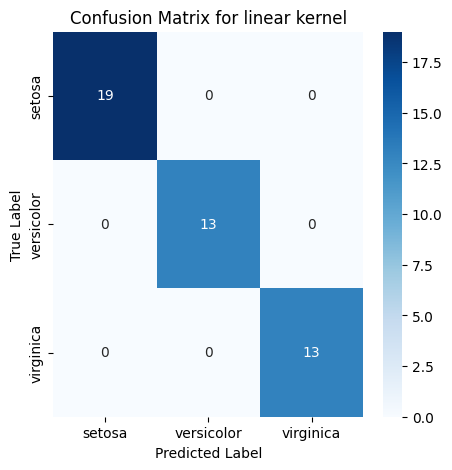 Confusion Matrix for linear kernel
True Label
setosa
19 0 0
versicolor
0 13 0
virginica
0 0 13
setosa versicolor virginica
Predicted Label
17.5
15.0
12.5
10.0
7.5
5.0
2.5
0.0